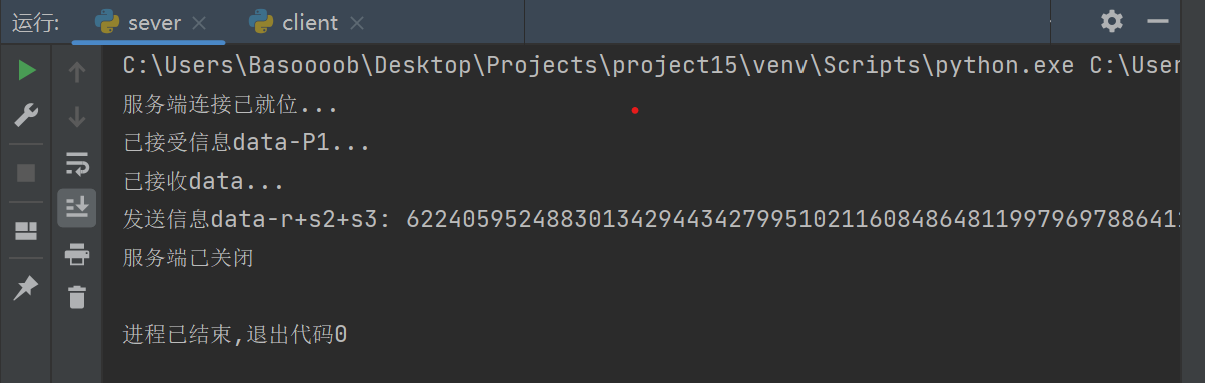 运行: sever client
C:\Users\Basoooob\Desktop\Projects\project15\venv\Scripts\python.exe C:\User
服务端连接已就位...
已接受信息data-P1...
已接收data...
发送信息data-r+s2+s3: 62240595248830134294434279951021160848648119979697886411
服务端已关闭
进程已结束,退出代码0